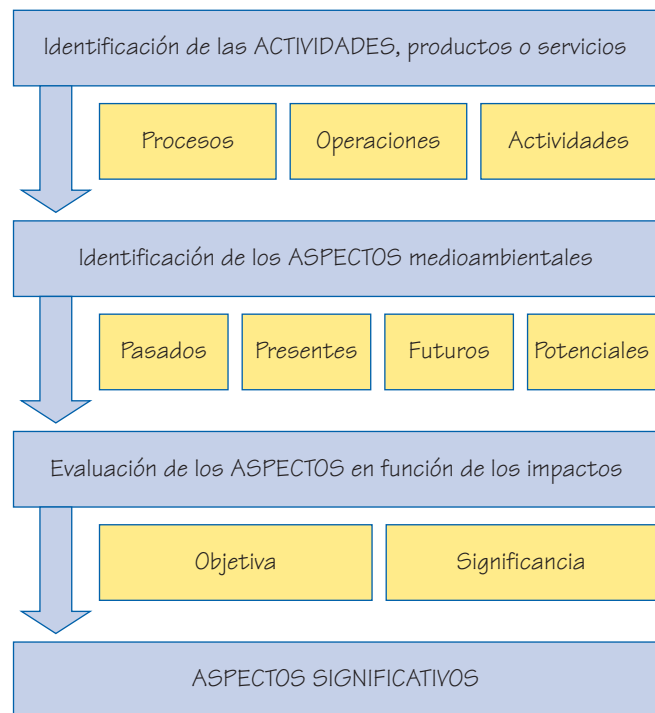 Identificación de las ACTIVIDADES, productos o servicios
Procesos
Operaciones
Actividades
Identificación de los ASPECTOS medioambientales
Pasados
Presentes
Futuros
Potenciales
Evaluación de los ASPECTOS en función de los impactos
Objetiva
Significancia
ASPECTOS SIGNIFICATIVOS